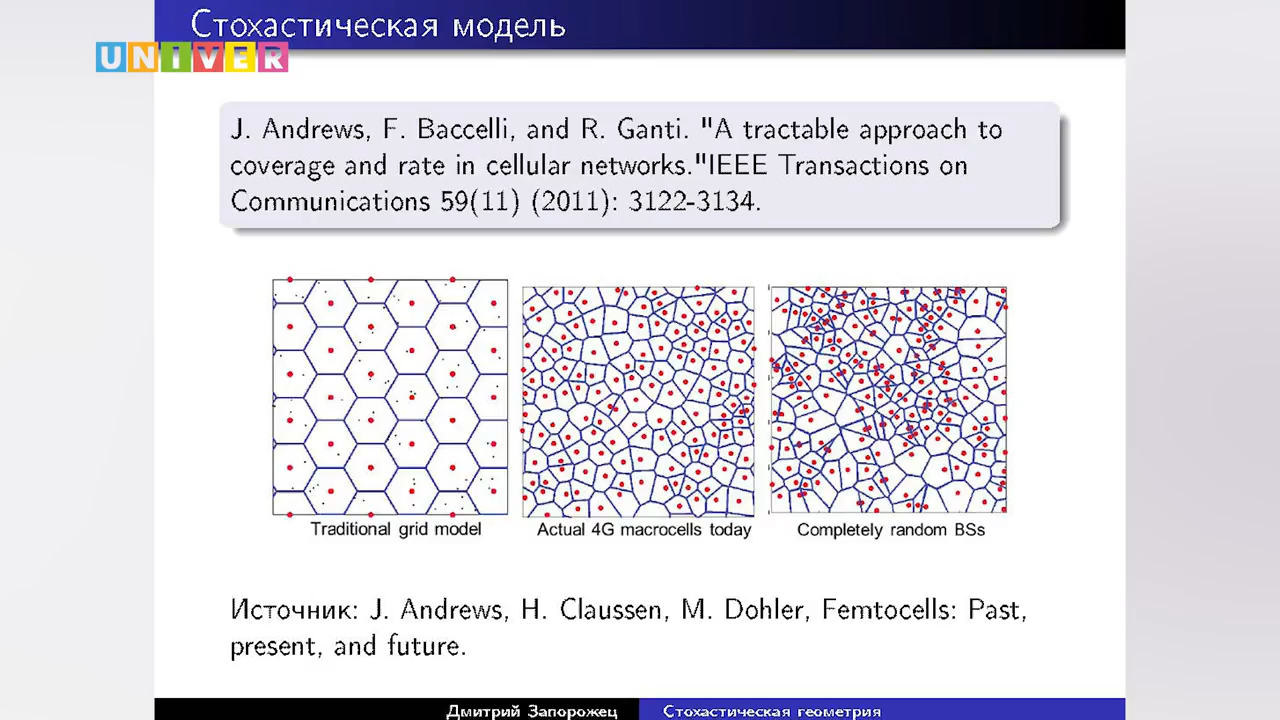 Стохастическая модель
UNIVER
J. Andrews, F. Baccelli, and R. Ganti. "A tractable approach to
coverage and rate in cellular networks."IEEE Transactions on
Communications 59(11) (2011): 3122-3134.
Traditional grid model
Actual 4G macrocells today
Completely random BSs
Источник: J. Andrews, H. Claussen, M. Dohler, Femtocells: Past,
present, and future.
Дмитрий Запорожец
Стохастическая геометрия